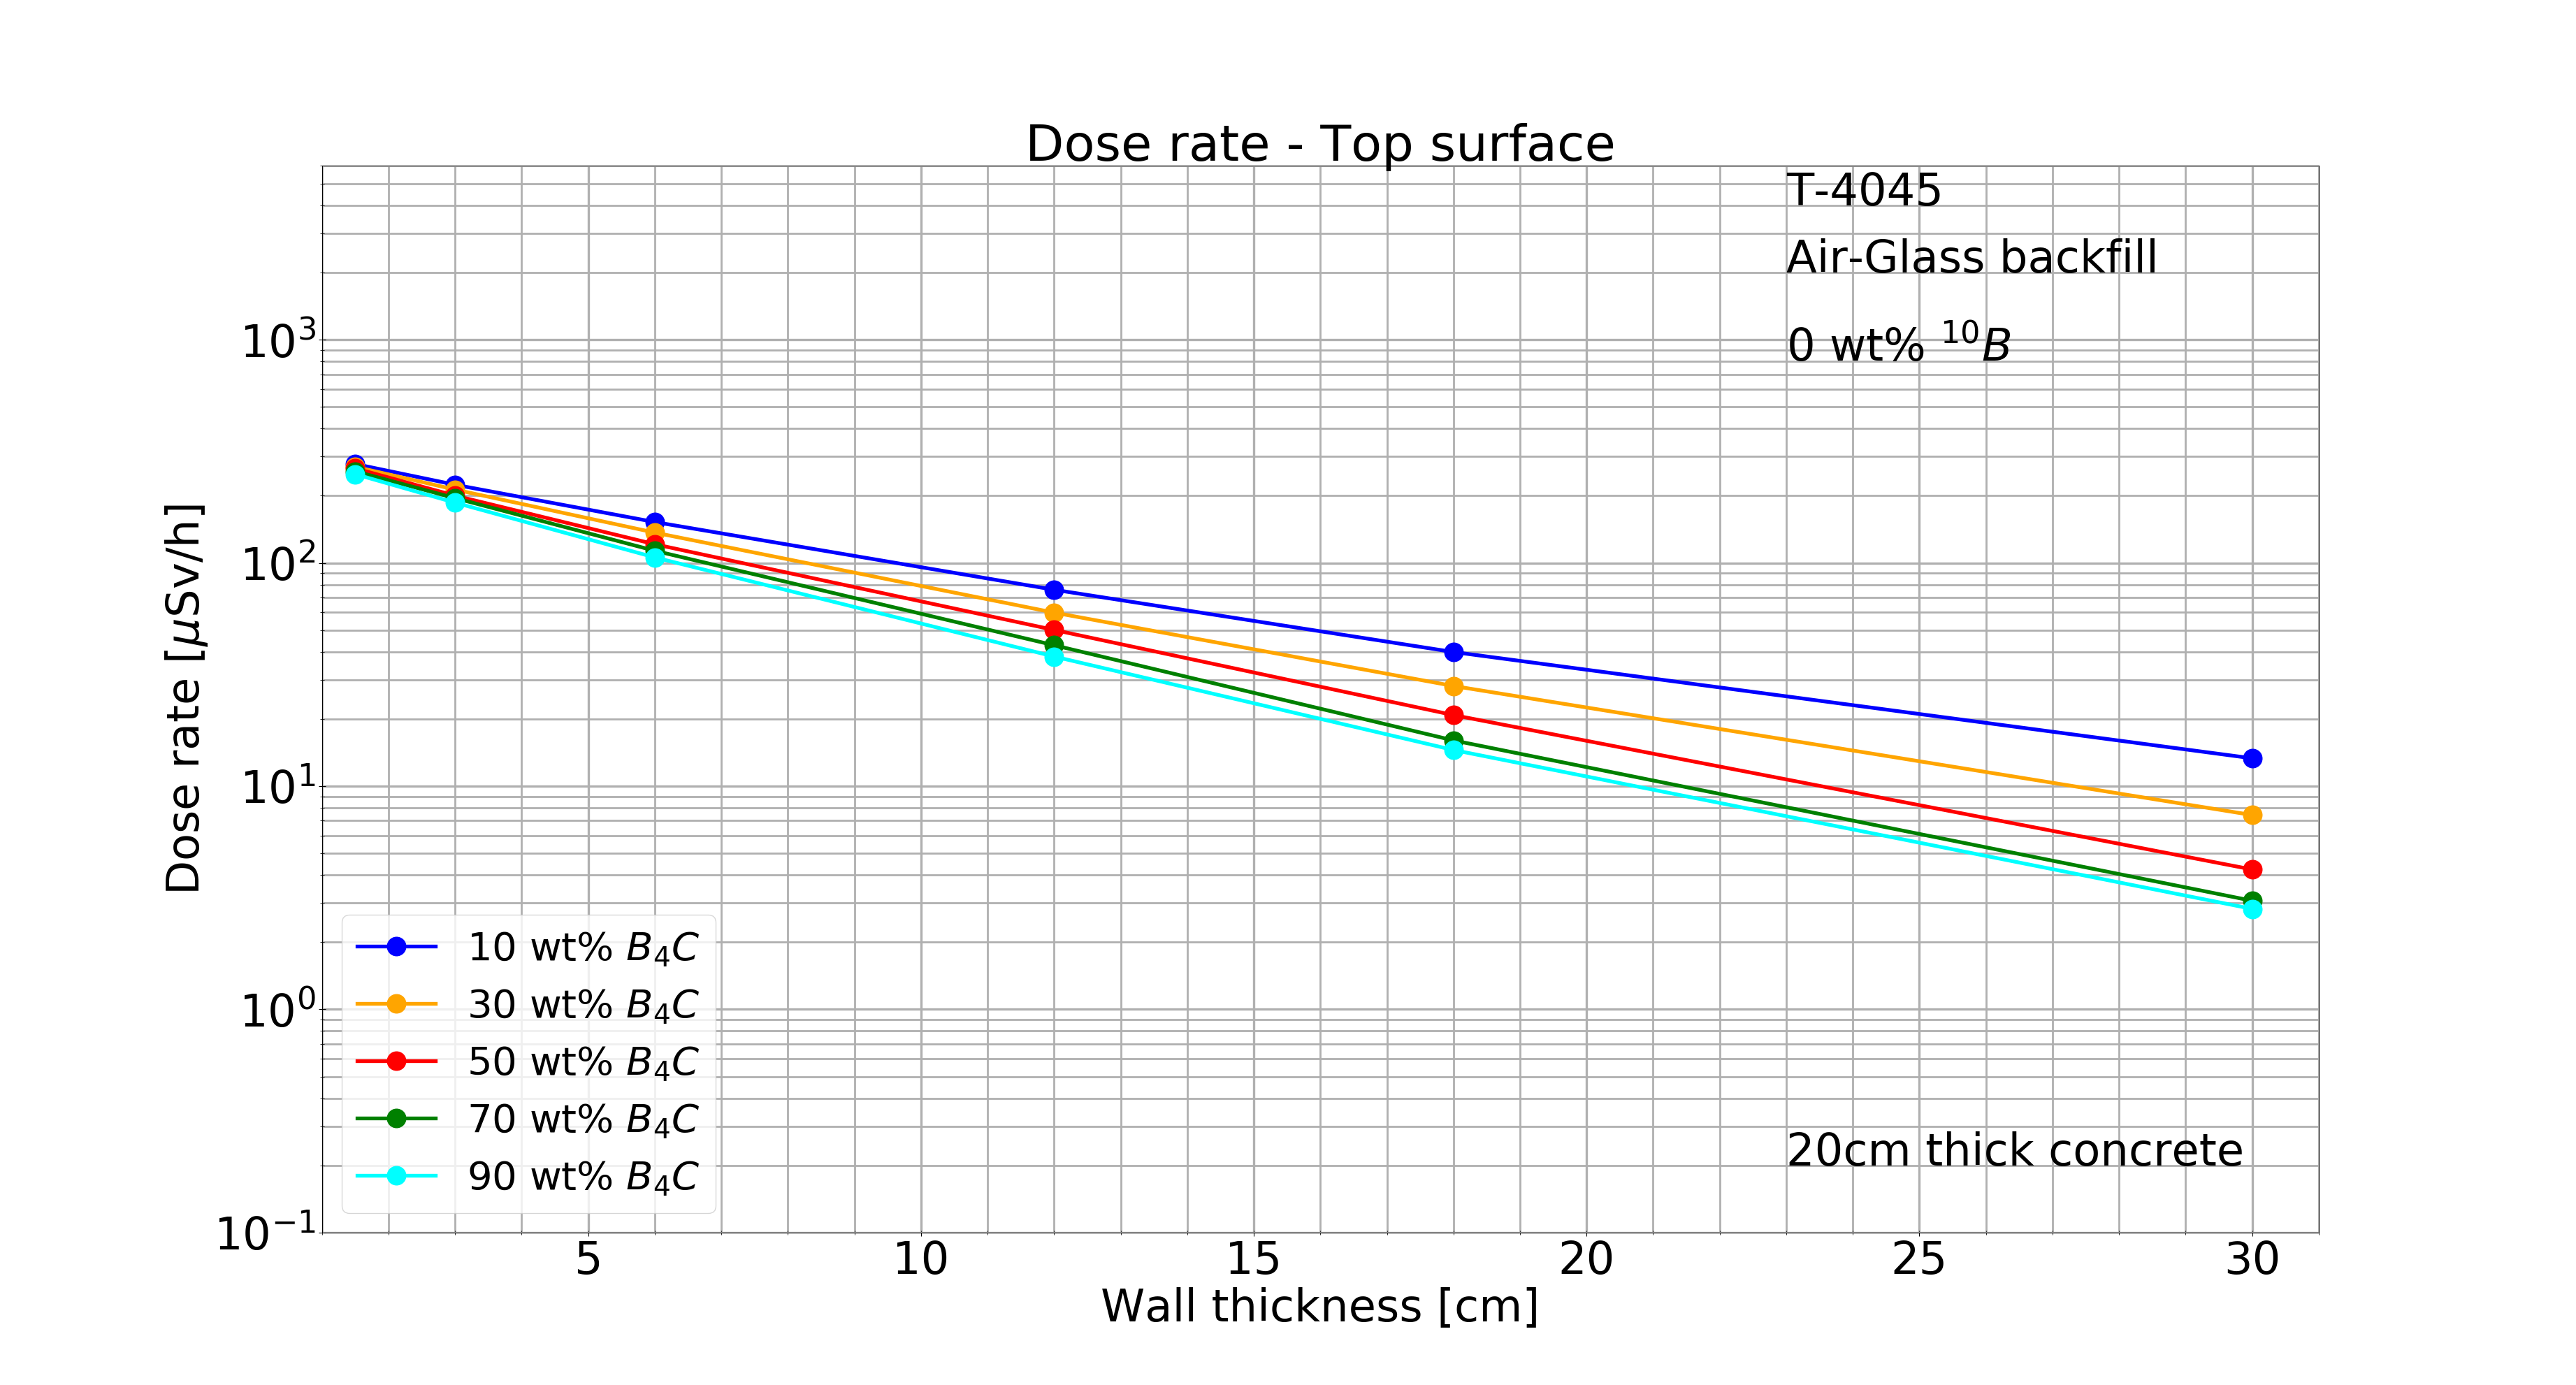 Dose rate - Top surface
T-4045
Air-Glass backfill
0 wt% ¹⁰B
10³
10²
10¹
10⁰
10⁻¹
Dose rate [μSv/h]
10 wt% B₄C
30 wt% B₄C
50 wt% B₄C
70 wt% B₄C
90 wt% B₄C
20cm thick concrete
5 10 15 20 25 30
Wall thickness [cm]